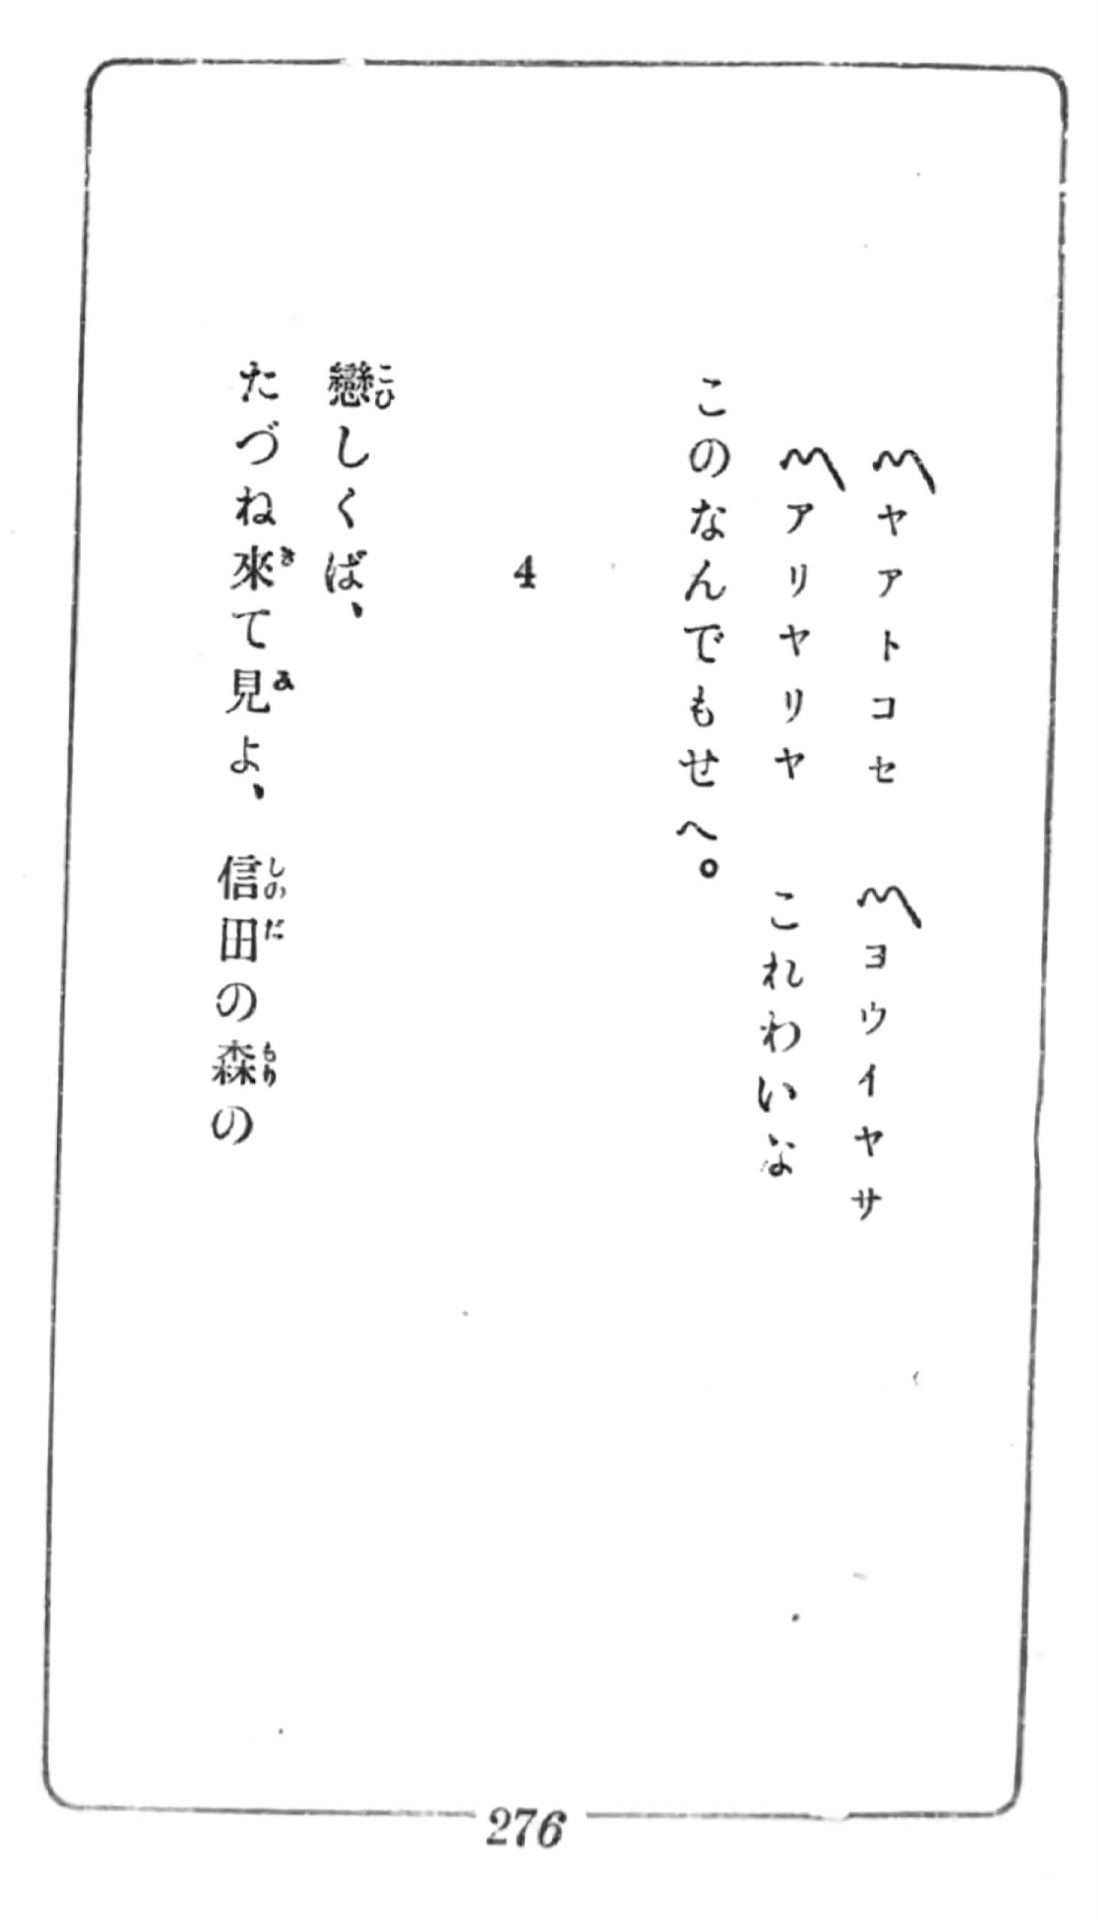 〽ヤアトコセ　〽ヨウイヤサ
〽アリヤリヤ　これわいな
このなんでもせへ。
4
戀しくば、
たづね來て見よ、信田の森の
276